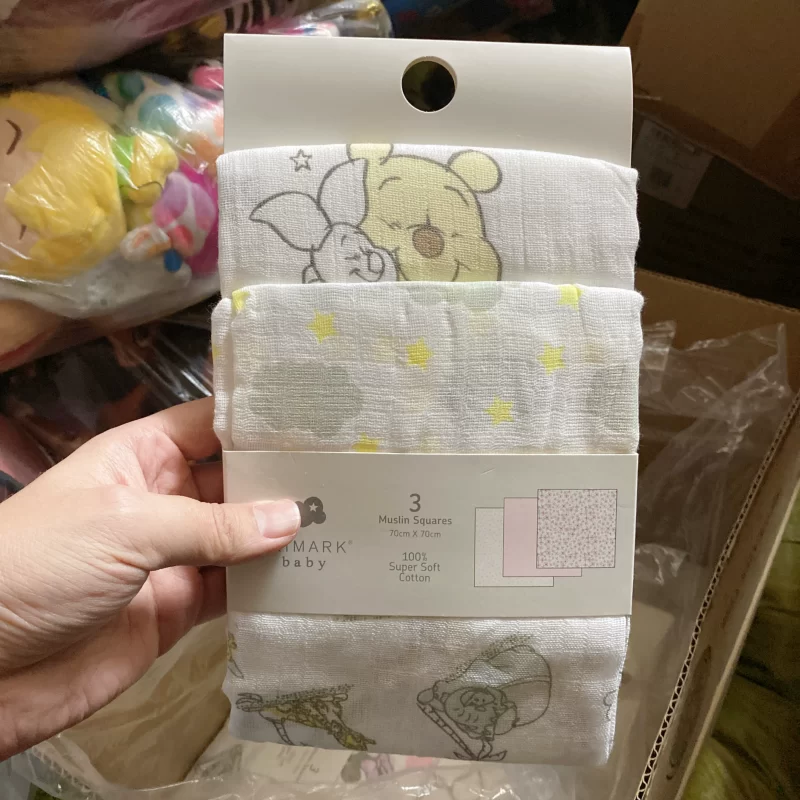 3
Muslin Squares
70cm X 70cm
100%
Super Soft
Cotton
baby